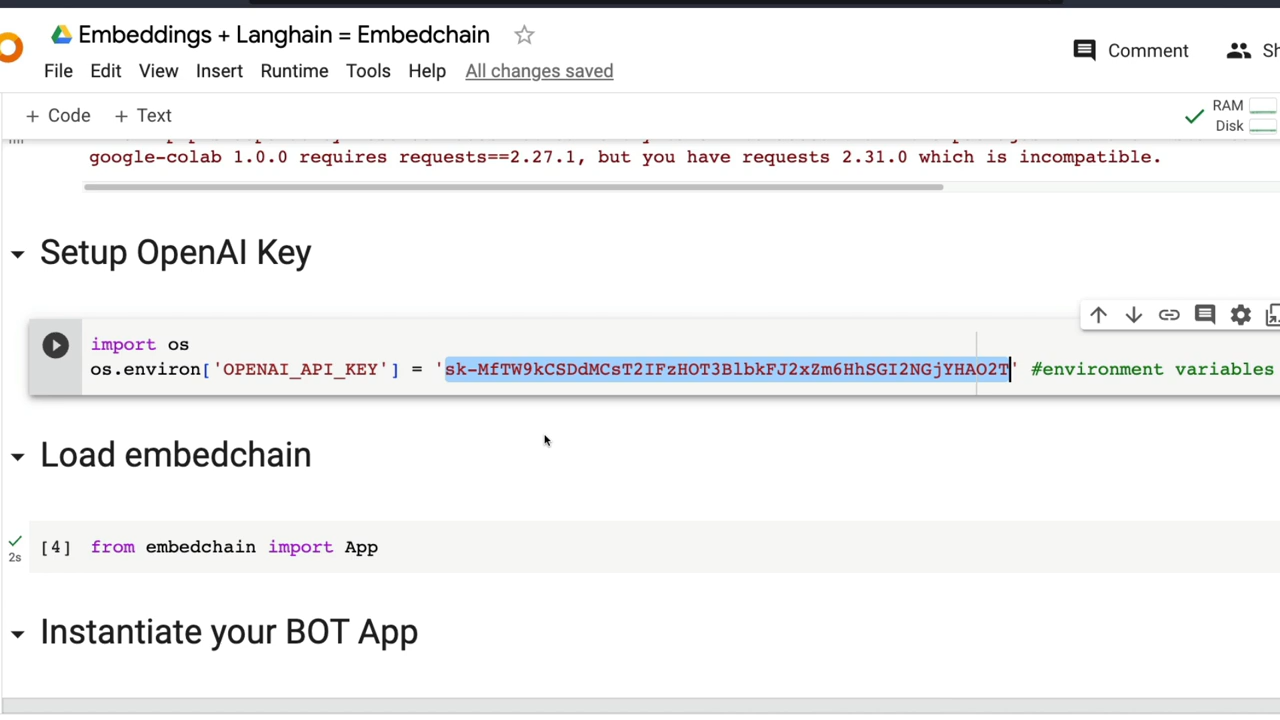 Embeddings + Langhain = Embedchain
Comment
Sh
File Edit View Insert Runtime Tools Help All changes saved
+ Code + Text
RAM
Disk
google-colab 1.0.0 requires requests==2.27.1, but you have requests 2.31.0 which is incompatible.
Setup OpenAI Key
import os
os.environ['OPENAI_API_KEY'] = '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' #environment variables
Load embedchain
2s
[4] from embedchain import App
Instantiate your BOT App